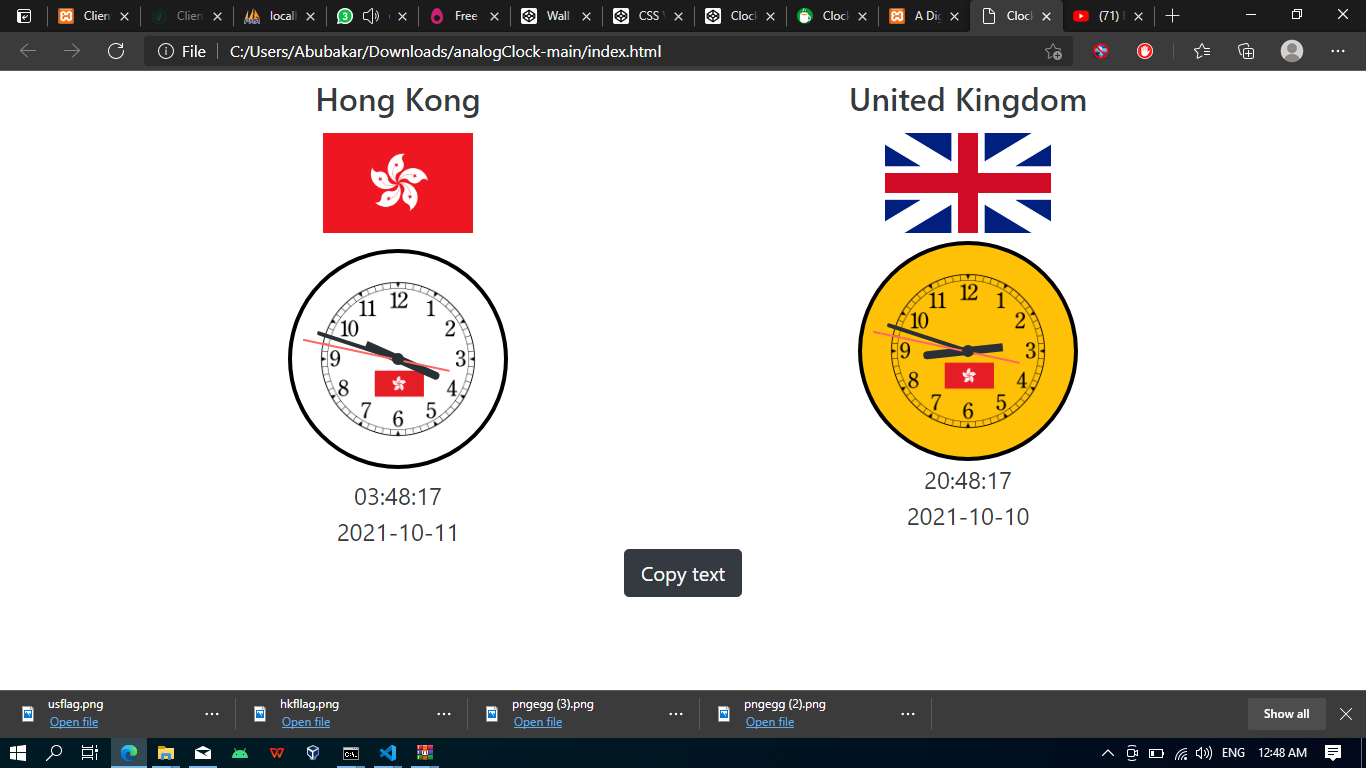 Clien
Clien
locall
3
Free
Wall
CSS
Clock
Clock
A Dig
Clock
(71)
File
C:/Users/Abubakar/Downloads/analogClock-main/index.html
Hong Kong
United Kingdom
12
1
2
3
4
5
6
7
8
9
10
11
12
1
2
3
4
5
6
7
8
9
10
11
03:48:17
2021-10-11
20:48:17
2021-10-10
Copy text
usflag.png
Open file
hkfllag.png
Open file
pngegg (3).png
Open file
pngegg (2).png
Open file
Show all
ENG
12:48 AM